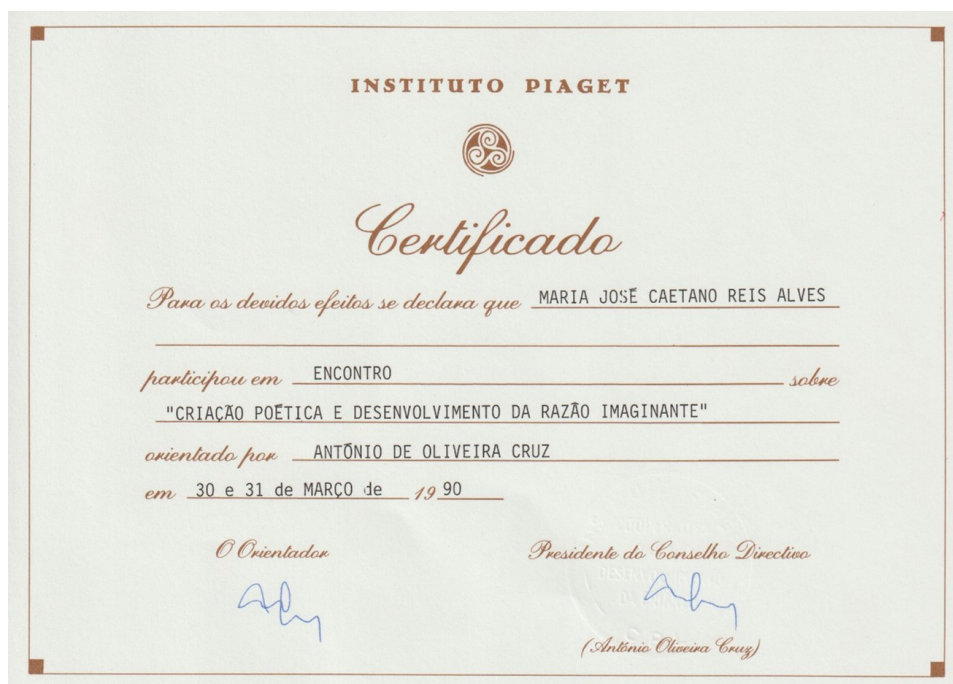 INSTITUTO PIAGET
Certificado
Para os devidos efeitos se declara que MARIA JOSÉ CAETANO REIS ALVES
participou em ENCONTRO sobre
"CRIAÇÃO POÉTICA E DESENVOLVIMENTO DA RAZÃO IMAGINANTE"
orientado por ANTÓNIO DE OLIVEIRA CRUZ
em 30 e 31 de MARÇO de 1990
O Orientador Presidente do Conselho Directivo
(António Oliveira Cruz)